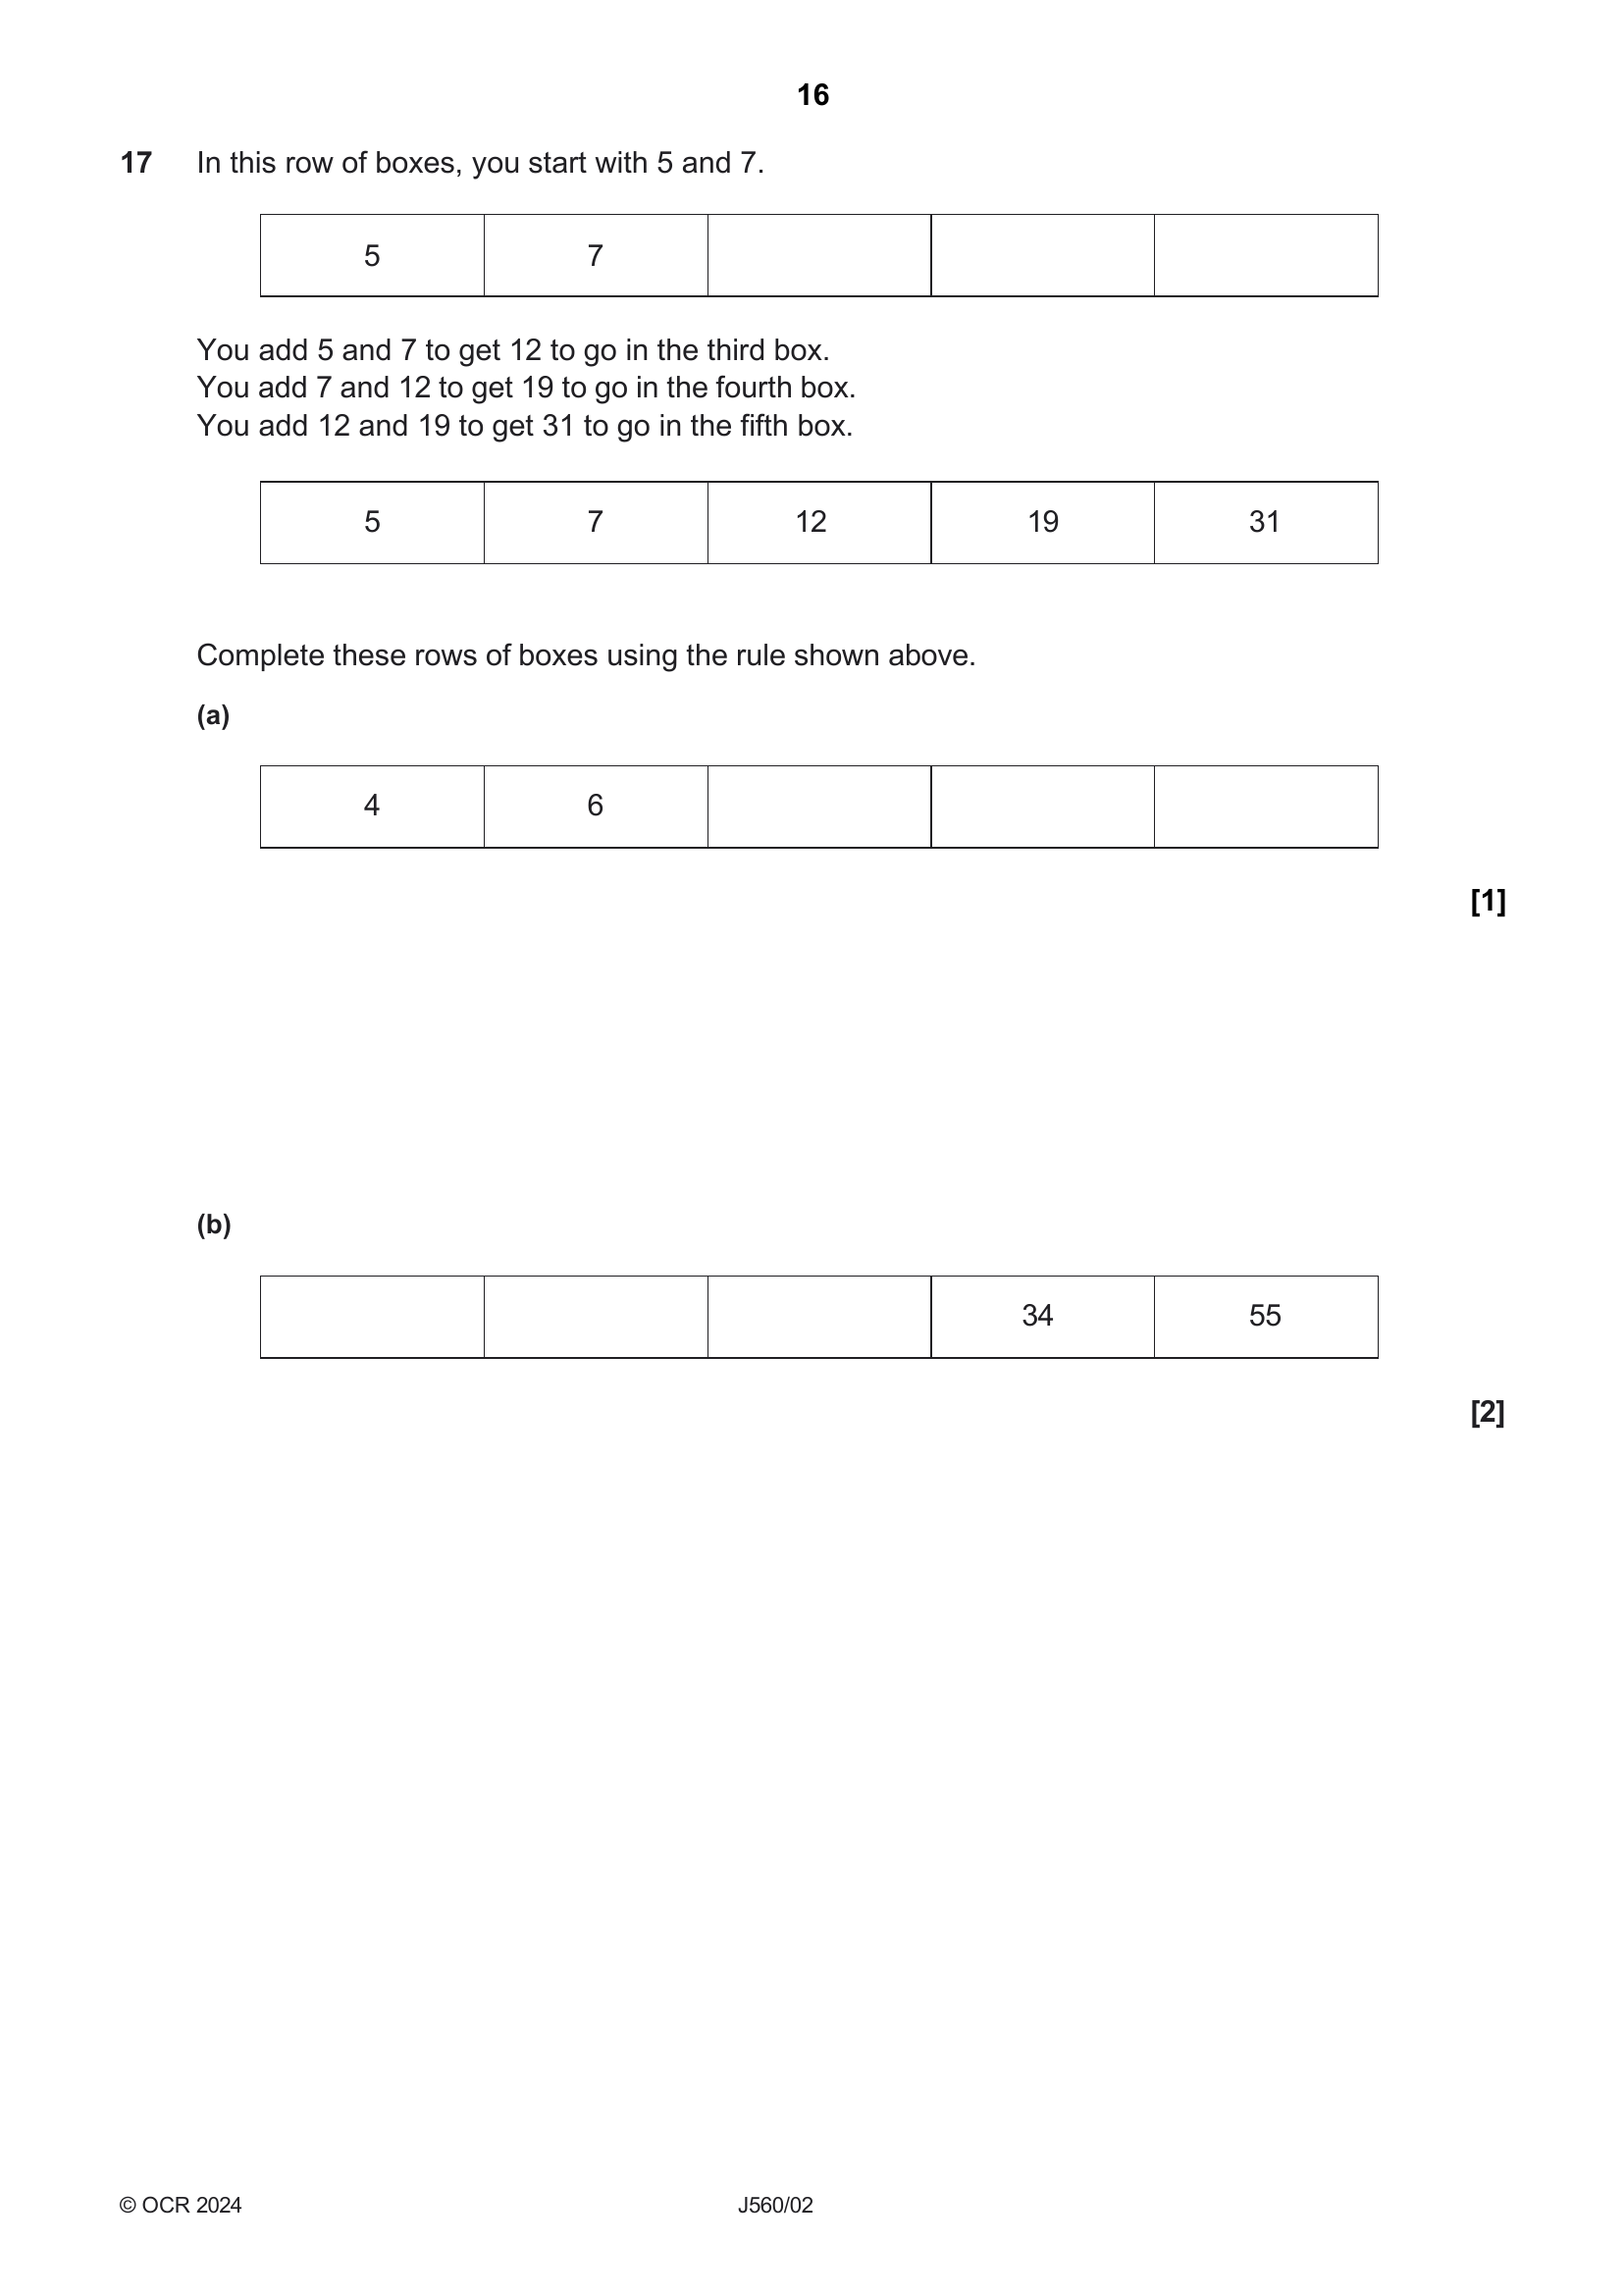 16
17 In this row of boxes, you start with 5 and 7.
5 7
You add 5 and 7 to get 12 to go in the third box.
You add 7 and 12 to get 19 to go in the fourth box.
You add 12 and 19 to get 31 to go in the fifth box.
5 7 12 19 31
Complete these rows of boxes using the rule shown above.
(a)
4 6
[1]
(b)
34 55
[2]
© OCR 2024 J560/02